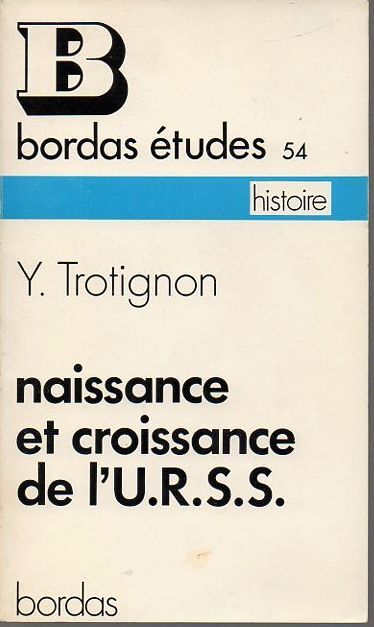 B
bordas études 54
histoire
Y. Trotignon
naissance
et croissance
de l'U.R.S.S.
bordas